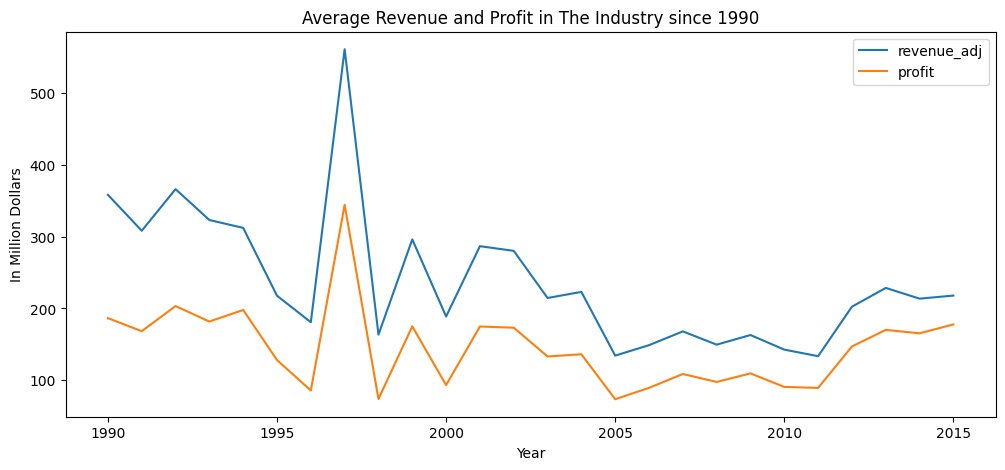 Average Revenue and Profit in The Industry since 1990
revenue_adj
profit
In Million Dollars
500
400
300
200
100
1990
1995
2000
2005
2010
2015
Year